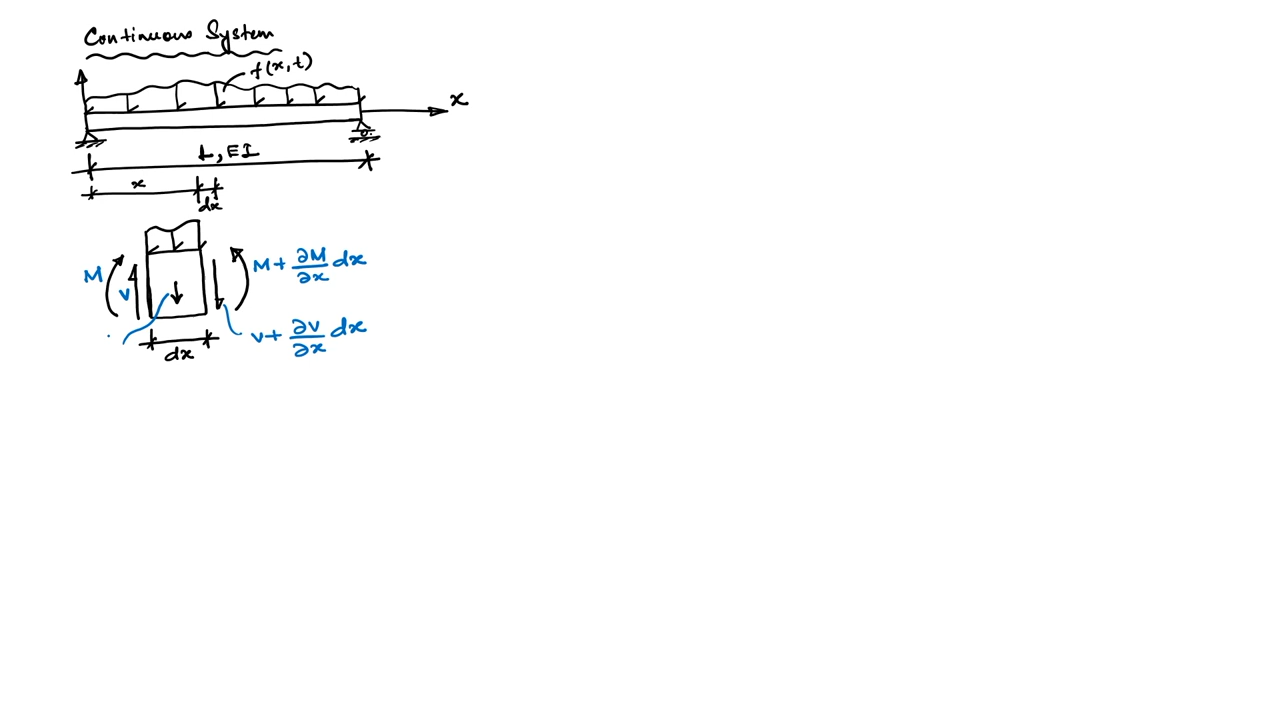 Continuous System
f(x,t)
x
L, EI
x
dx
M
V
M + ∂M/∂x dx
V + ∂V/∂x dx
dx